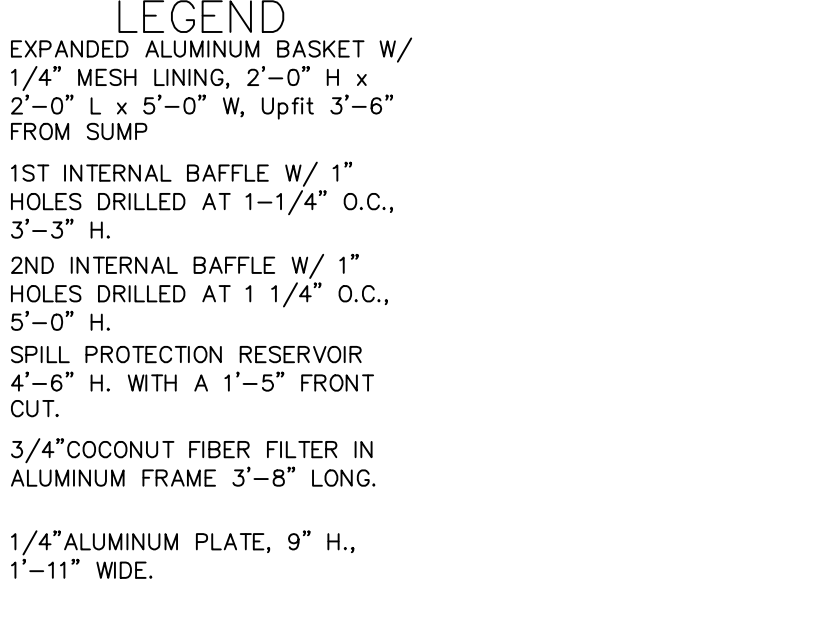 LEGEND
EXPANDED ALUMINUM BASKET W/
1/4” MESH LINING, 2’–0” H x
2’–0” L x 5’–0” W, Upfit 3’–6”
FROM SUMP
1ST INTERNAL BAFFLE W/ 1”
HOLES DRILLED AT 1–1/4” O.C.,
3’–3” H.
2ND INTERNAL BAFFLE W/ 1”
HOLES DRILLED AT 1 1/4” O.C.,
5’–0” H.
SPILL PROTECTION RESERVOIR
4’–6” H. WITH A 1’–5” FRONT
CUT.
3/4”COCONUT FIBER FILTER IN
ALUMINUM FRAME 3’–8” LONG.
1/4”ALUMINUM PLATE, 9” H.,
1’–11” WIDE.